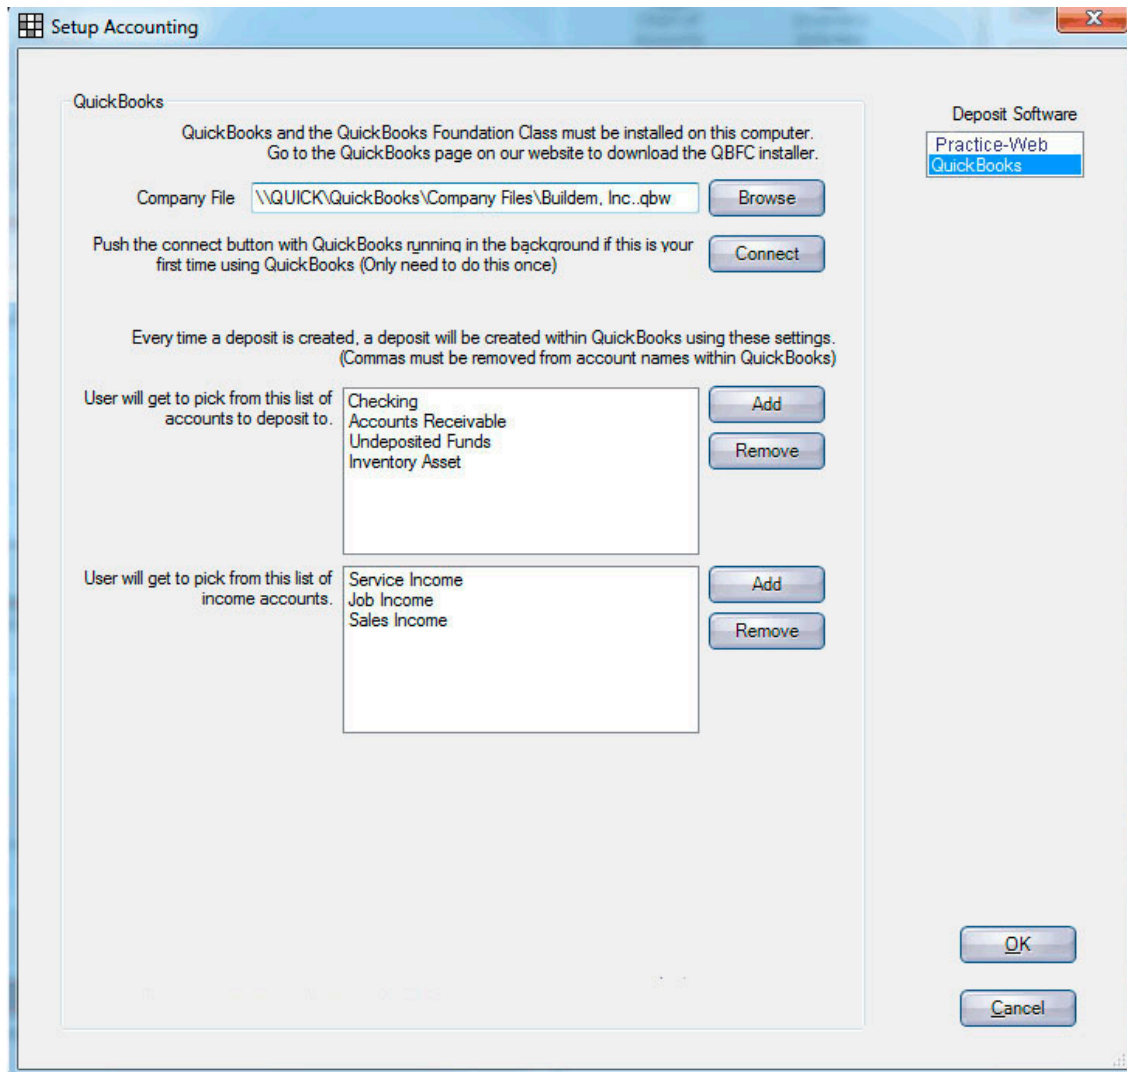 Setup Accounting
X
QuickBooks
QuickBooks and the QuickBooks Foundation Class must be installed on this computer.
Go to the QuickBooks page on our website to download the QBFC installer.
Deposit Software
Practice-Web
QuickBooks
Company File \\QUICK\QuickBooks\Company Files\Buildem, Inc..qbw Browse
Push the connect button with QuickBooks running in the background if this is your
first time using QuickBooks (Only need to do this once)
Connect
Every time a deposit is created, a deposit will be created within QuickBooks using these settings.
(Commas must be removed from account names within QuickBooks)
User will get to pick from this list of
accounts to deposit to.
Checking
Accounts Receivable
Undeposited Funds
Inventory Asset
Add
Remove
User will get to pick from this list of
income accounts.
Service Income
Job Income
Sales Income
Add
Remove
OK
Cancel